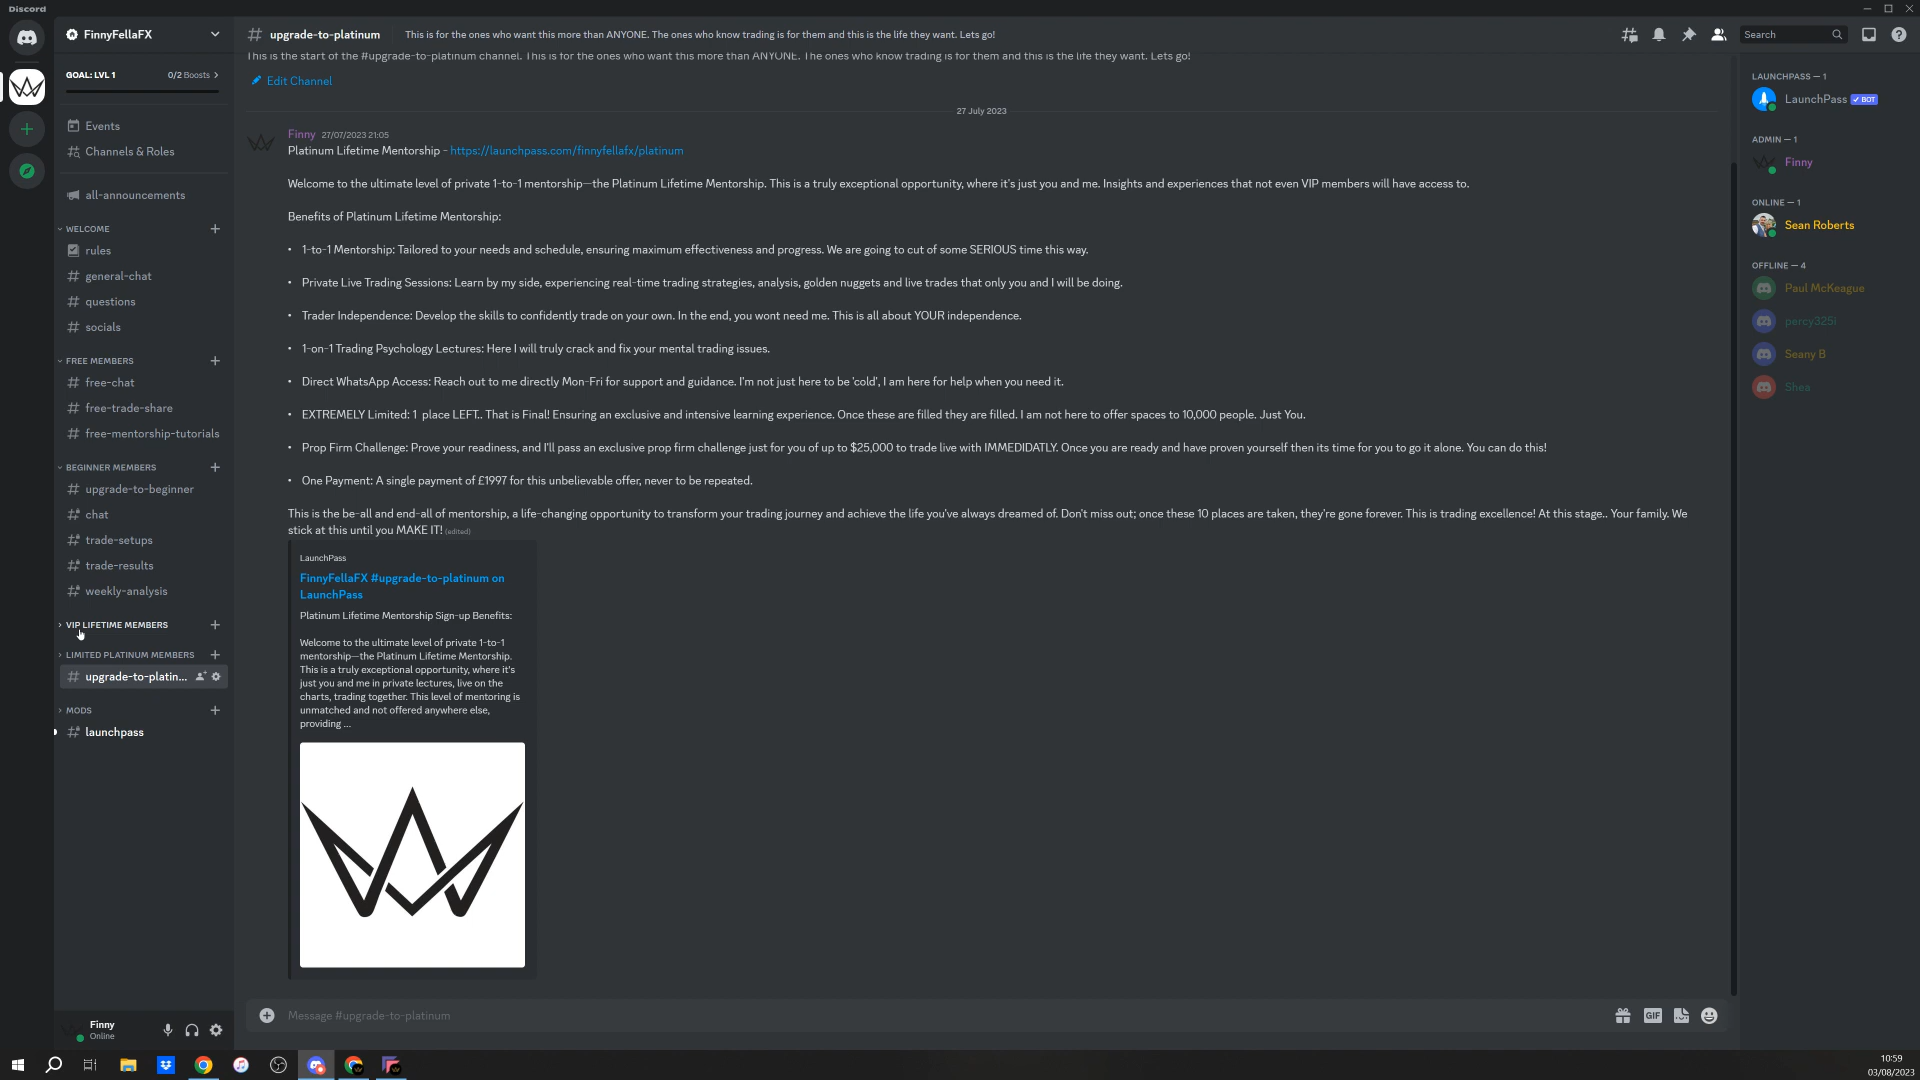 Discord
FinnyFellaFX
GOAL: LVL 1
0/2 Boosts
Events
Channels & Roles
all-announcements
WELCOME
rules
general-chat
questions
socials
FREE MEMBERS
free-chat
free-trade-share
free-mentorship-tutorials
BEGINNER MEMBERS
upgrade-to-beginner
chat
trade-setups
trade-results
weekly-analysis
VIP LIFETIME MEMBERS
LIMITED PLATINUM MEMBERS
upgrade-to-platin...
MODS
launchpass
Finny
Online
upgrade-to-platinum
This is for the ones who want this more than ANYONE. The ones who know trading is for them and this is the life they want. Lets go!
Search
This is the start of the #upgrade-to-platinum channel. This is for the ones who want this more than ANYONE. The ones who know trading is for them and this is the life they want. Lets go!
Edit Channel
27 July 2023
Finny 27/07/2023 21:05
Platinum Lifetime Mentorship - https://launchpass.com/finnyfellafx/platinum
Welcome to the ultimate level of private 1-to-1 mentorship—the Platinum Lifetime Mentorship. This is a truly exceptional opportunity, where it's just you and me. Insights and experiences that not even VIP members will have access to.
Benefits of Platinum Lifetime Mentorship:
• 1-to-1 Mentorship: Tailored to your needs and schedule, ensuring maximum effectiveness and progress. We are going to cut of some SERIOUS time this way.
• Private Live Trading Sessions: Learn by my side, experiencing real-time trading strategies, analysis, golden nuggets and live trades that only you and I will be doing.
• Trader Independence: Develop the skills to confidently trade on your own. In the end, you wont need me. This is all about YOUR independence.
• 1-on-1 Trading Psychology Lectures: Here I will truly crack and fix your mental trading issues.
• Direct WhatsApp Access: Reach out to me directly Mon-Fri for support and guidance. I'm not just here to be 'cold', I am here for help when you need it.
• EXTREMELY Limited: 1 place LEFT.. That is Final! Ensuring an exclusive and intensive learning experience. Once these are filled they are filled. I am not here to offer spaces to 10,000 people. Just You.
• Prop Firm Challenge: Prove your readiness, and I'll pass an exclusive prop firm challenge just for you of up to $25,000 to trade live with IMMEDIDATLY. Once you are ready and have proven yourself then its time for you to go it alone. You can do this!
• One Payment: A single payment of £1997 for this unbelievable offer, never to be repeated.
This is the be-all and end-all of mentorship, a life-changing opportunity to transform your trading journey and achieve the life you've always dreamed of. Don't miss out; once these 10 places are taken, they're gone forever. This is trading excellence! At this stage.. Your family. We
stick at this until you MAKE IT! (edited)
LaunchPass
FinnyFellaFX #upgrade-to-platinum on
LaunchPass
Platinum Lifetime Mentorship Sign-up Benefits:
Welcome to the ultimate level of private 1-to-1
mentorship—the Platinum Lifetime Mentorship.
This is a truly exceptional opportunity, where it's
just you and me in private lectures, live on the
charts, trading together. This level of mentoring is
unmatched and not offered anywhere else,
providing ...
Message #upgrade-to-platinum
GIF
LAUNCHPASS — 1
LaunchPass BOT
ADMIN — 1
Finny
ONLINE — 1
Sean Roberts
OFFLINE — 4
Paul McKeague
percy325i
Seany B
Shea
10:59
03/08/2023